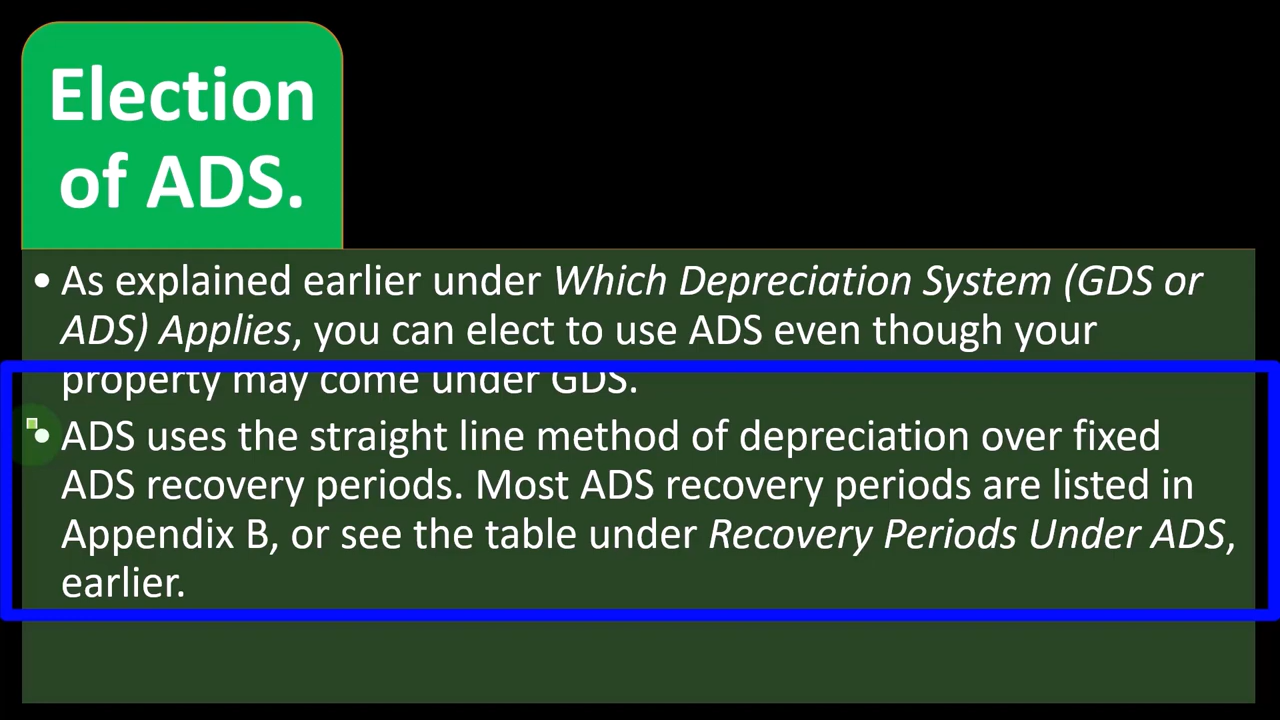 Election
of ADS.
• As explained earlier under Which Depreciation System (GDS or
ADS) Applies, you can elect to use ADS even though your
property may come under GDS.
• ADS uses the straight line method of depreciation over fixed
ADS recovery periods. Most ADS recovery periods are listed in
Appendix B, or see the table under Recovery Periods Under ADS,
earlier.